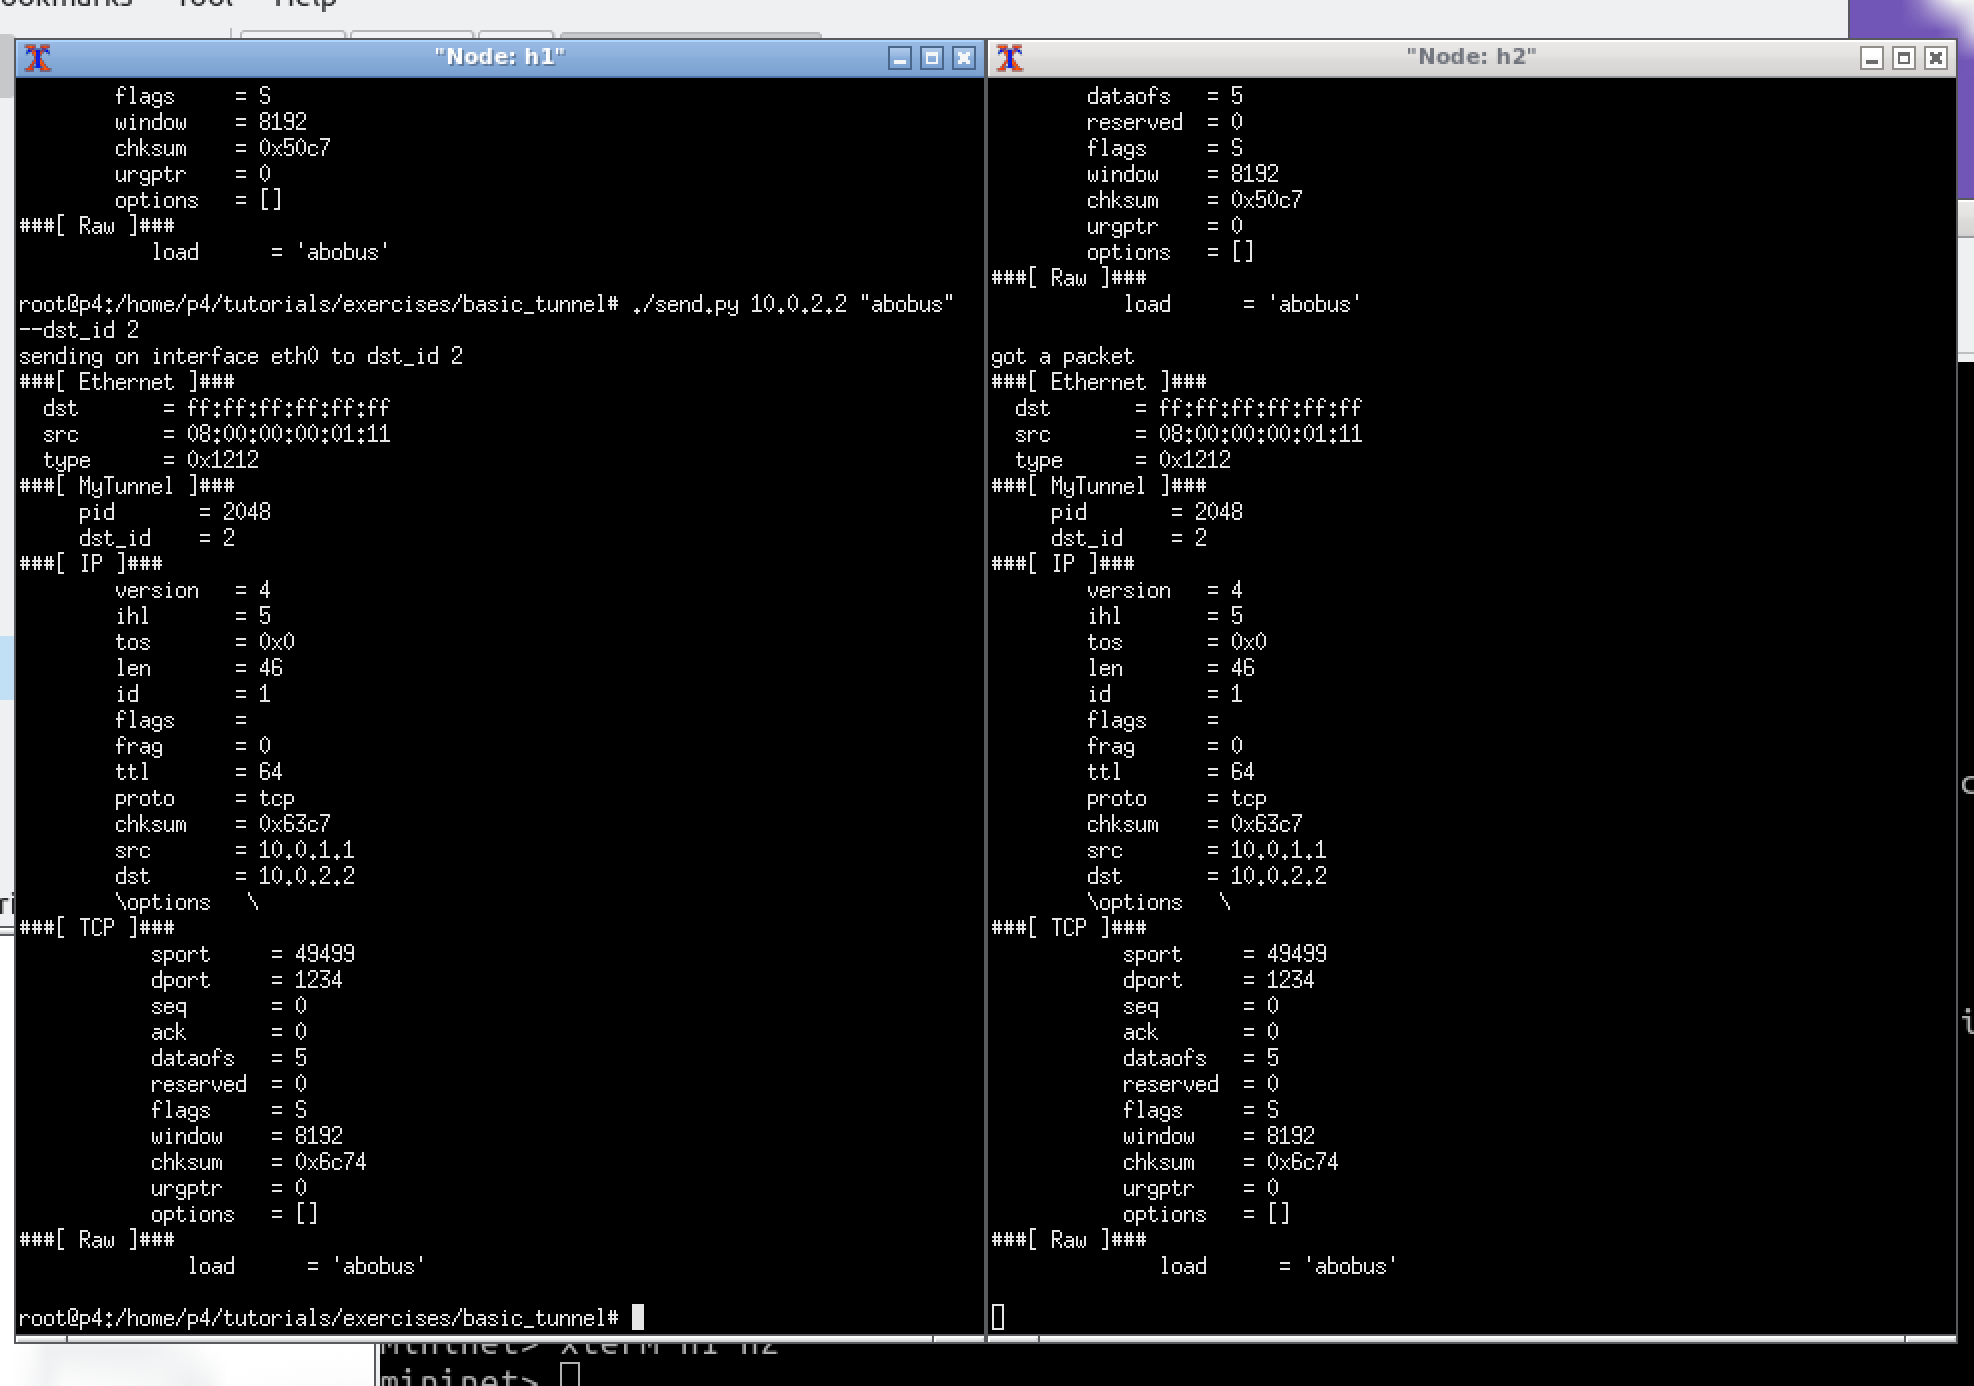 Tool Help
"Node: h1"
flags = S
window = 8192
chksum = 0x50c7
urgptr = 0
options = []
###[ Raw ]###
load = 'abobus'
root@p4:/home/p4/tutorials/exercises/basic_tunnel# ./send.py 10.0.2.2 "abobus"
--dst_id 2
sending on interface eth0 to dst_id 2
###[ Ethernet ]###
dst = ff:ff:ff:ff:ff:ff
src = 08:00:00:00:01:11
type = 0x1212
###[ MyTunnel ]###
pid = 2048
dst_id = 2
###[ IP ]###
version = 4
ihl = 5
tos = 0x0
len = 46
id = 1
flags =
frag = 0
ttl = 64
proto = tcp
chksum = 0x63c7
src = 10.0.1.1
dst = 10.0.2.2
\options \
###[ TCP ]###
sport = 49499
dport = 1234
seq = 0
ack = 0
dataofs = 5
reserved = 0
flags = S
window = 8192
chksum = 0x6c74
urgptr = 0
options = []
###[ Raw ]###
load = 'abobus'
root@p4:/home/p4/tutorials/exercises/basic_tunnel#
"Node: h2"
dataofs = 5
reserved = 0
flags = S
window = 8192
chksum = 0x50c7
urgptr = 0
options = []
###[ Raw ]###
load = 'abobus'
got a packet
###[ Ethernet ]###
dst = ff:ff:ff:ff:ff:ff
src = 08:00:00:00:01:11
type = 0x1212
###[ MyTunnel ]###
pid = 2048
dst_id = 2
###[ IP ]###
version = 4
ihl = 5
tos = 0x0
len = 46
id = 1
flags =
frag = 0
ttl = 64
proto = tcp
chksum = 0x63c7
src = 10.0.1.1
dst = 10.0.2.2
\options \
###[ TCP ]###
sport = 49499
dport = 1234
seq = 0
ack = 0
dataofs = 5
reserved = 0
flags = S
window = 8192
chksum = 0x6c74
urgptr = 0
options = []
###[ Raw ]###
load = 'abobus'
mininet> xterm h1 h2
mininet>